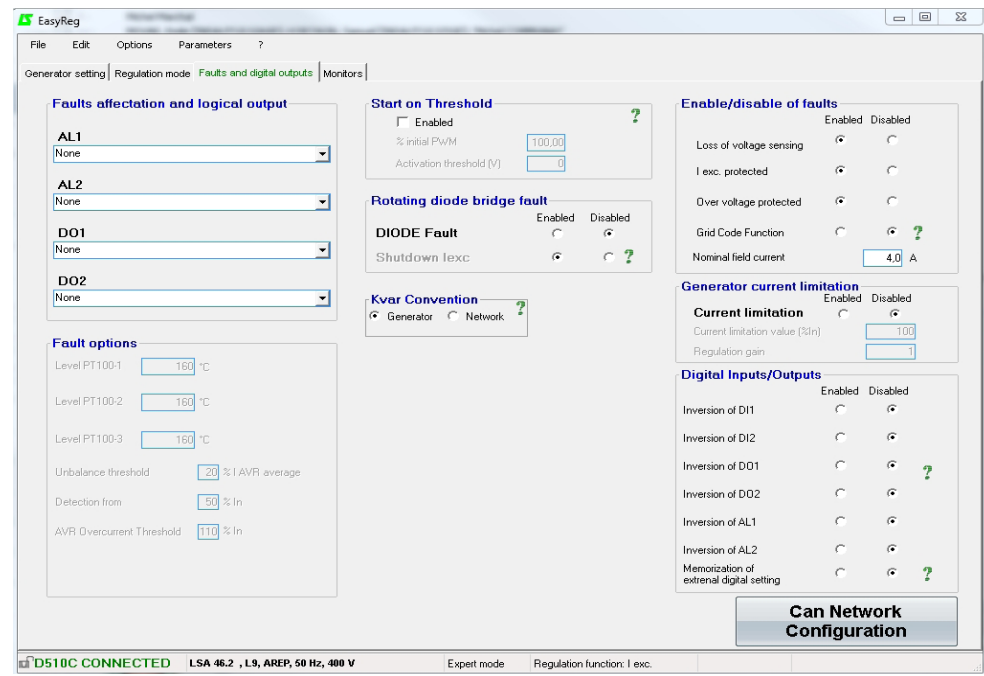 EasyReg
File Edit Options Parameters ?
Generator setting Regulation mode Faults and digital outputs Monitors
Faults affectation and logical output
AL1
None
AL2
None
DO1
None
DO2
None
Fault options
Level PT100-1 160 °C
Level PT100-2 160 °C
Level PT100-3 160 °C
Unbalance threshold 20 % I AVR average
Detection from 50 % In
AVR Overcurrent Threshold 110 % In
Start on Threshold
Enabled ?
% initial PWM 100,00
Activation threshold (V) 0
Rotating diode bridge fault
Enabled Disabled
DIODE Fault
Shutdown Iexc ?
Kvar Convention ?
Generator Network
Enable/disable of faults
Enabled Disabled
Loss of voltage sensing
I exc. protected
Over voltage protected
Grid Code Function ?
Nominal field current 4,0 A
Generator current limitation
Enabled Disabled
Current limitation
Current limitation value (%In) 100
Regulation gain 1
Digital Inputs/Outputs
Enabled Disabled
Inversion of DI1
Inversion of DI2
Inversion of DO1 ?
Inversion of DO2
Inversion of AL1
Inversion of AL2
Memorization of
extrenal digital setting ?
Can Network
Configuration
D510C CONNECTED LSA 46.2 , L9, AREP, 50 Hz, 400 V Expert mode Regulation function: I exc.